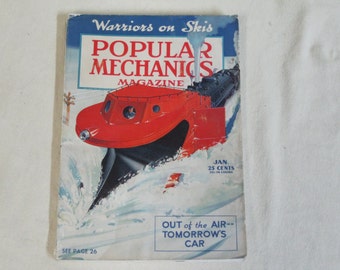 Warriors on Skis
POPULAR
MECHANICS
MAGAZINE
JAN.
25 CENTS
SEE PAGE 26
OUT of the AIR—
TOMORROW'S
CAR